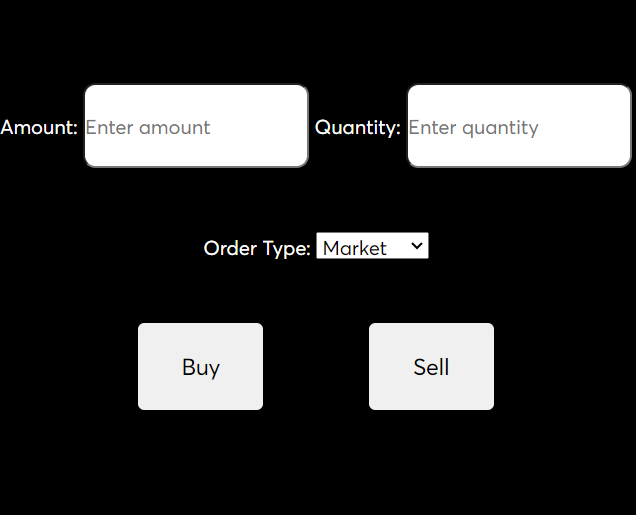 Amount: Enter amount Quantity: Enter quantity
Order Type: Market
Buy Sell